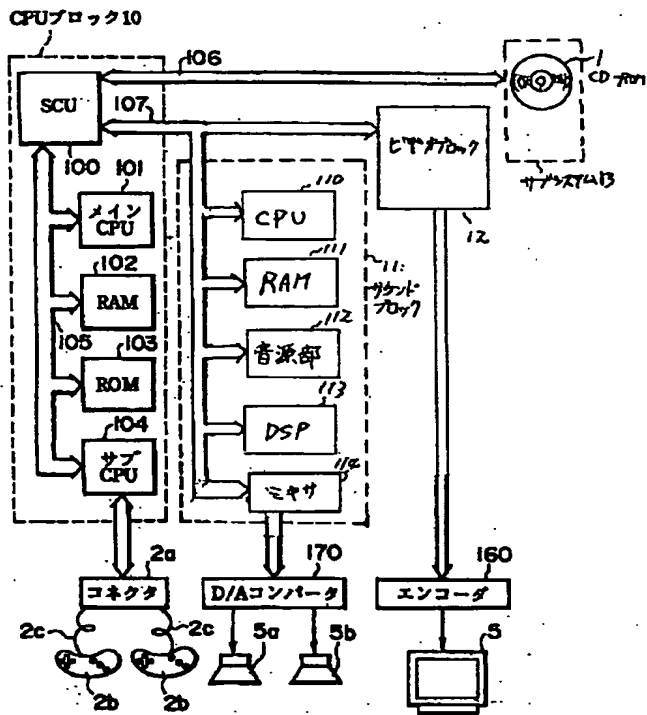 CPUブロック10
106
SCU
107
1
CD ROM
100
101
メイン
CPU
102
RAM
105
103
ROM
104
サブ
CPU
110
CPU
111
RAM
112
音源部
113
DSP
114
ミキサ
11:
サウンド
ブロック
ビデオブロック
12
サブシステム13
2a
コネクタ
2c
2c
2b
2b
170
D/Aコンバータ
5a
5b
160
エンコーダ
5